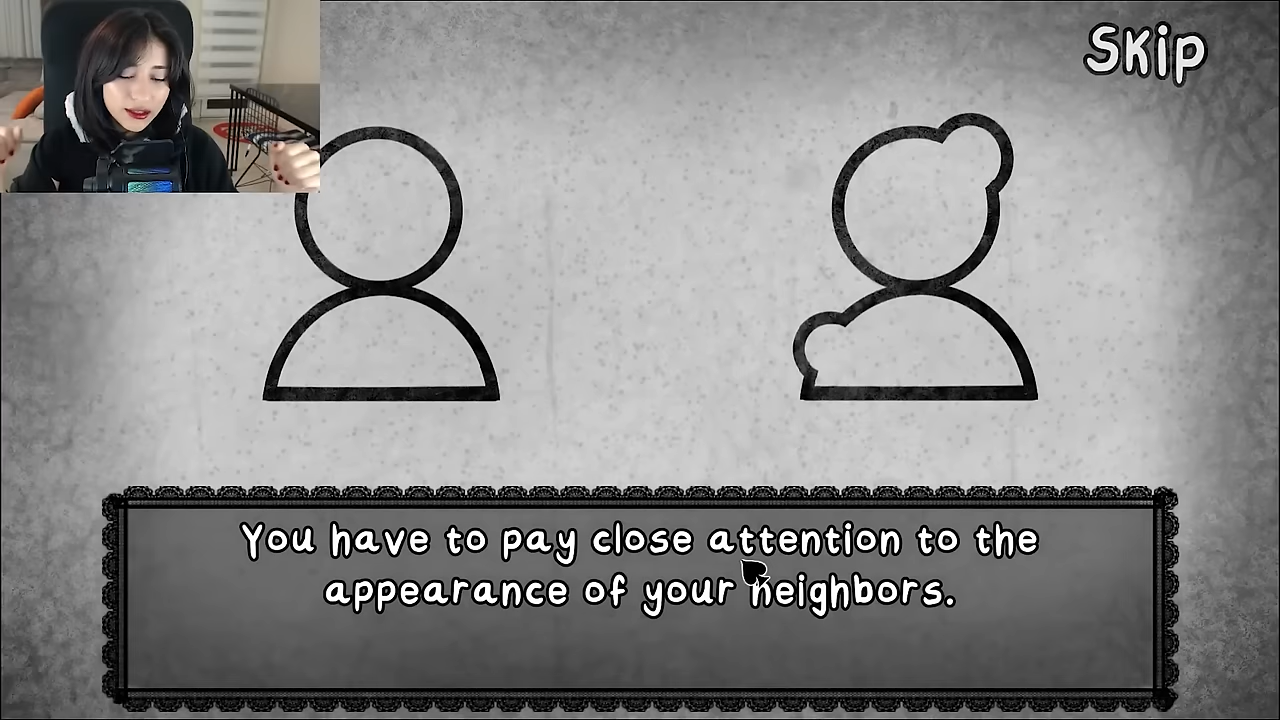 Skip
You have to pay close attention to the
appearance of your neighbors.